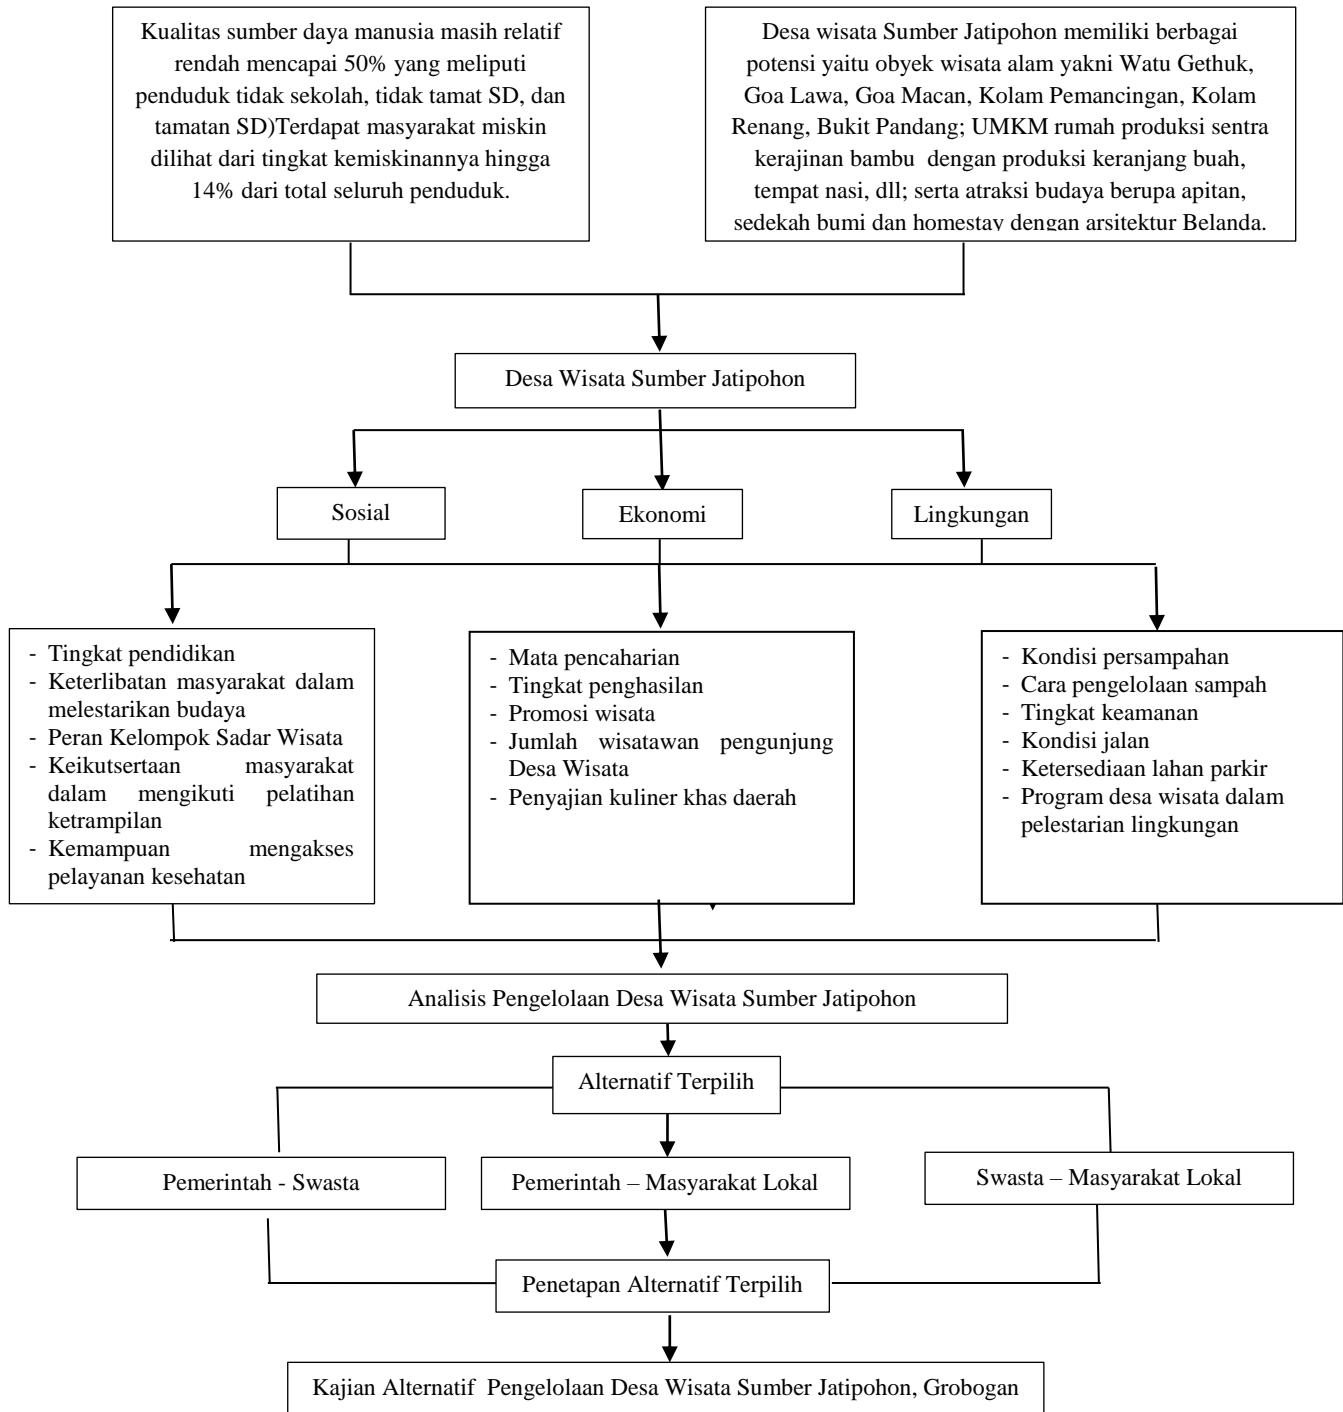 Kualitas sumber daya manusia masih relatif
rendah mencapai 50% yang meliputi
penduduk tidak sekolah, tidak tamat SD, dan
tamatan SD)Terdapat masyarakat miskin
dilihat dari tingkat kemiskinannya hingga
14% dari total seluruh penduduk.
Desa wisata Sumber Jatipohon memiliki berbagai
potensi yaitu obyek wisata alam yakni Watu Gethuk,
Goa Lawa, Goa Macan, Kolam Pemancingan, Kolam
Renang, Bukit Pandang; UMKM rumah produksi sentra
kerajinan bambu dengan produksi keranjang buah,
tempat nasi, dll; serta atraksi budaya berupa apitan,
sedekah bumi dan homestay dengan arsitektur Belanda.
Desa Wisata Sumber Jatipohon
Sosial
Ekonomi
Lingkungan
- Tingkat pendidikan
- Keterlibatan masyarakat dalam
melestarikan budaya
- Peran Kelompok Sadar Wisata
- Keikutsertaan masyarakat
dalam mengikuti pelatihan
ketrampilan
- Kemampuan mengakses
pelayanan kesehatan
- Mata pencaharian
- Tingkat penghasilan
- Promosi wisata
- Jumlah wisatawan pengunjung
Desa Wisata
- Penyajian kuliner khas daerah
- Kondisi persampahan
- Cara pengelolaan sampah
- Tingkat keamanan
- Kondisi jalan
- Ketersediaan lahan parkir
- Program desa wisata dalam
pelestarian lingkungan
Analisis Pengelolaan Desa Wisata Sumber Jatipohon
Alternatif Terpilih
Pemerintah - Swasta
Pemerintah – Masyarakat Lokal
Swasta – Masyarakat Lokal
Penetapan Alternatif Terpilih
Kajian Alternatif Pengelolaan Desa Wisata Sumber Jatipohon, Grobogan